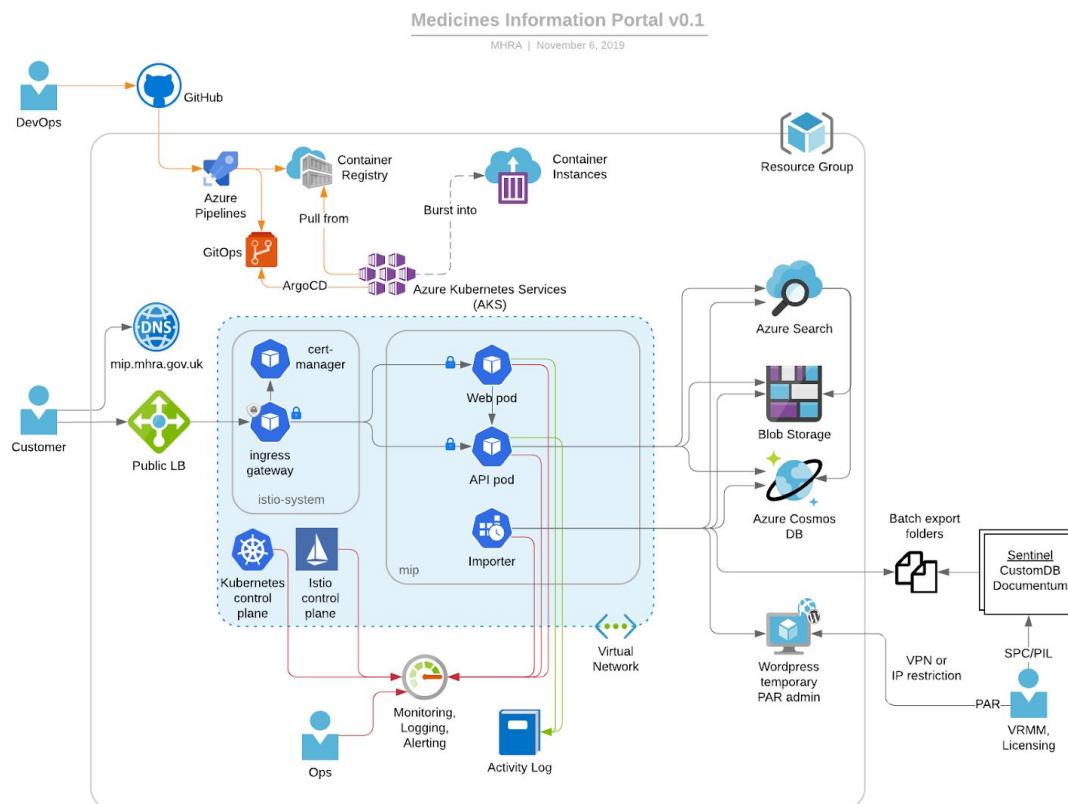 Medicines Information Portal v0.1
MHRA | November 6, 2019
DevOps
GitHub
Resource Group
Azure
Pipelines
Container
Registry
Container
Instances
Pull from
Burst into
GitOps
ArgoCD
Azure Kubernetes Services
(AKS)
DNS
mip.mhra.gov.uk
Customer
Public LB
cert-
manager
ingress
gateway
istio-system
Web pod
API pod
Importer
mip
Kubernetes
control
plane
Istio
control
plane
Virtual
Network
Azure Search
Blob Storage
Azure Cosmos
DB
Batch export
folders
Sentinel
CustomDB
Documentum
SPC/PIL
VPN or
IP restriction
PAR
VRMM,
Licensing
Wordpress
temporary
PAR admin
Monitoring,
Logging,
Alerting
Ops
Activity Log